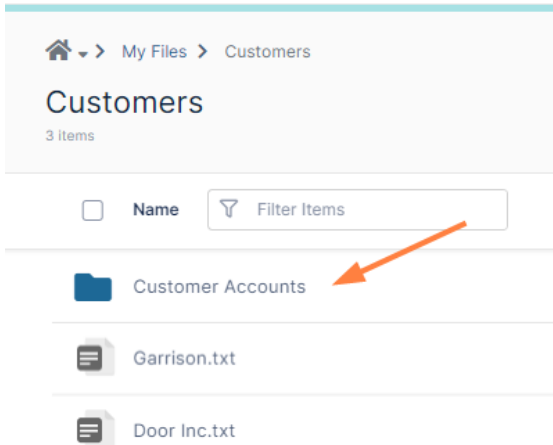 My Files Customers
Customers
3 items
Name Filter Items
Customer Accounts
Garrison.txt
Door Inc.txt